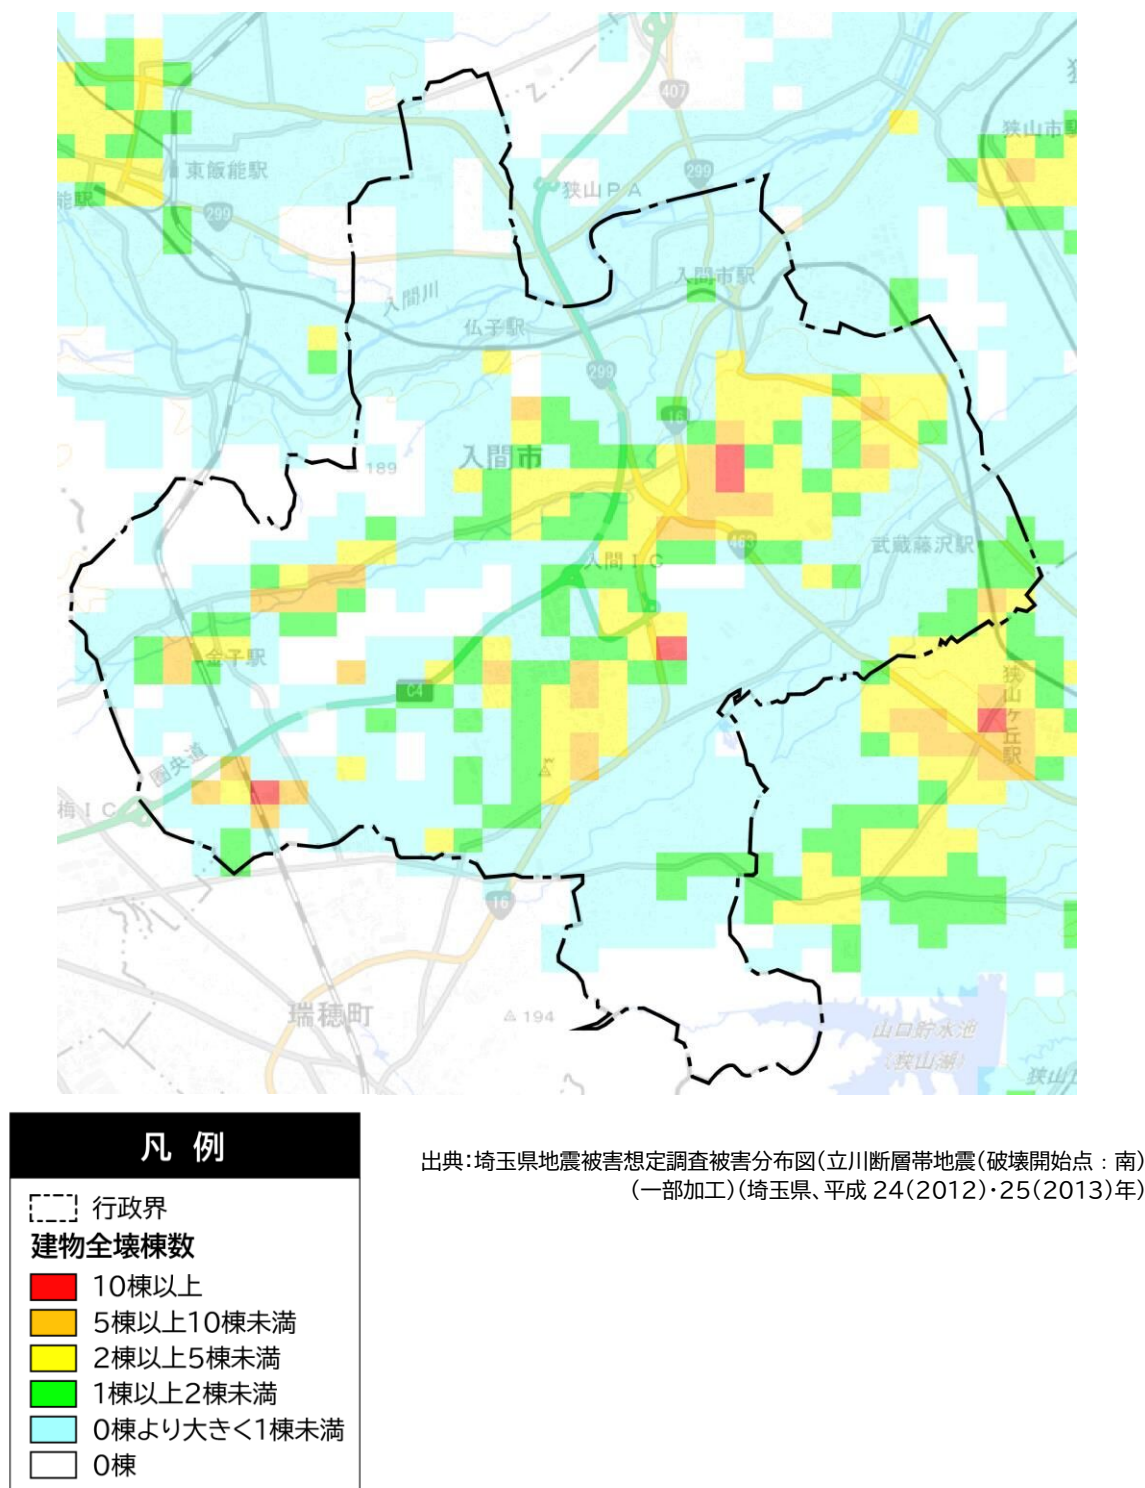 407
狭山市駅
東飯能駅
299
能駅
狭山PA
299
入間市駅
入間川
仏子駅
299
16
入間市
189
武蔵藤沢駅
463
入間IC
金子駅
狭山ヶ丘駅
C4
圏央道
梅IC
16
瑞穂町
194
山口貯水池
(狭山湖)
凡 例
行政界
建物全壊棟数
10棟以上
5棟以上10棟未満
2棟以上5棟未満
1棟以上2棟未満
0棟より大きく1棟未満
0棟
出典：埼玉県地震被害想定調査被害分布図(立川断層帯地震(破壊開始点：南)
(一部加工)(埼玉県、平成24(2012)・25(2013)年)